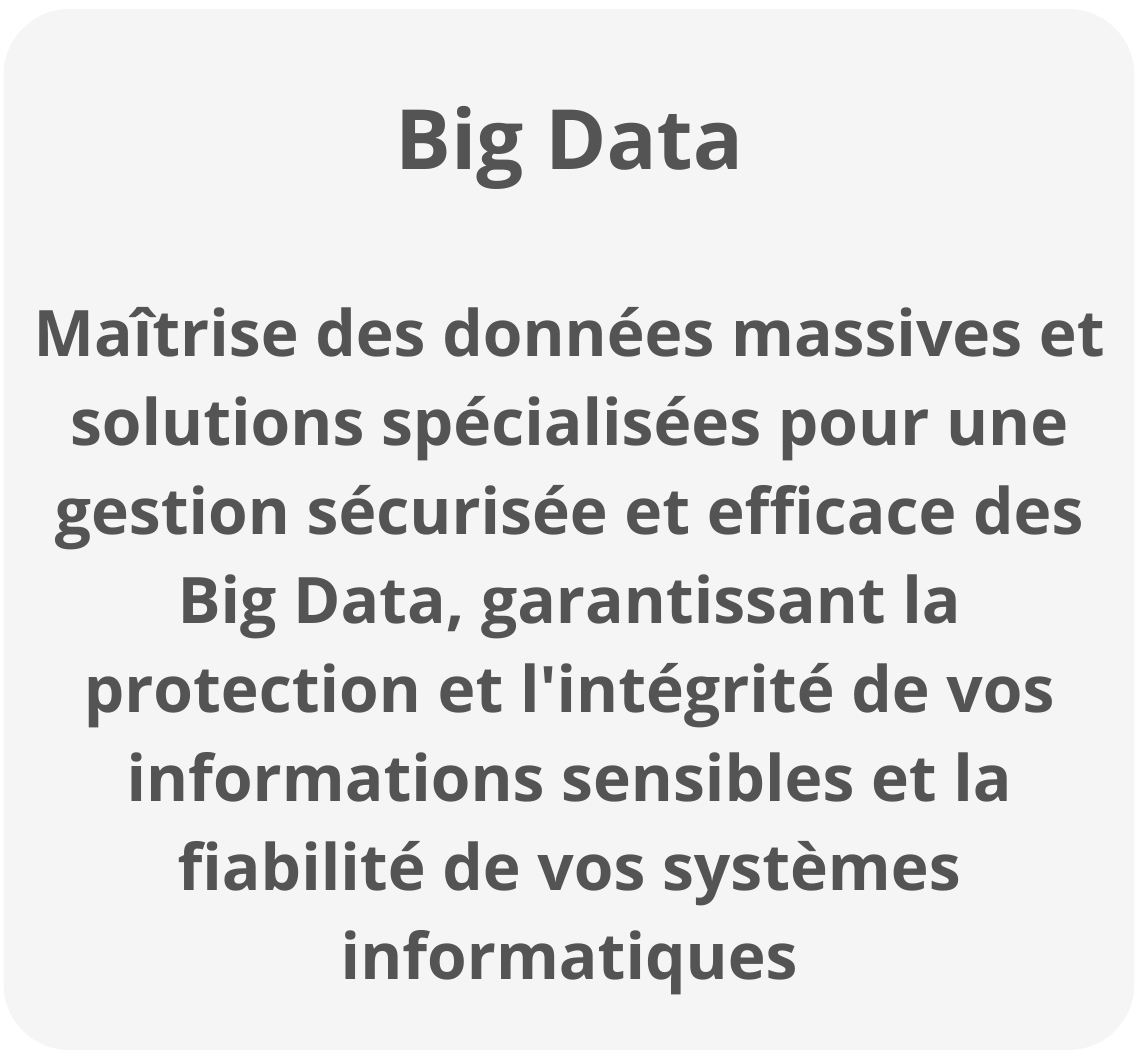 Big Data
Maîtrise des données massives et
solutions spécialisées pour une
gestion sécurisée et efficace des
Big Data, garantissant la
protection et l'intégrité de vos
informations sensibles et la
fiabilité de vos systèmes
informatiques